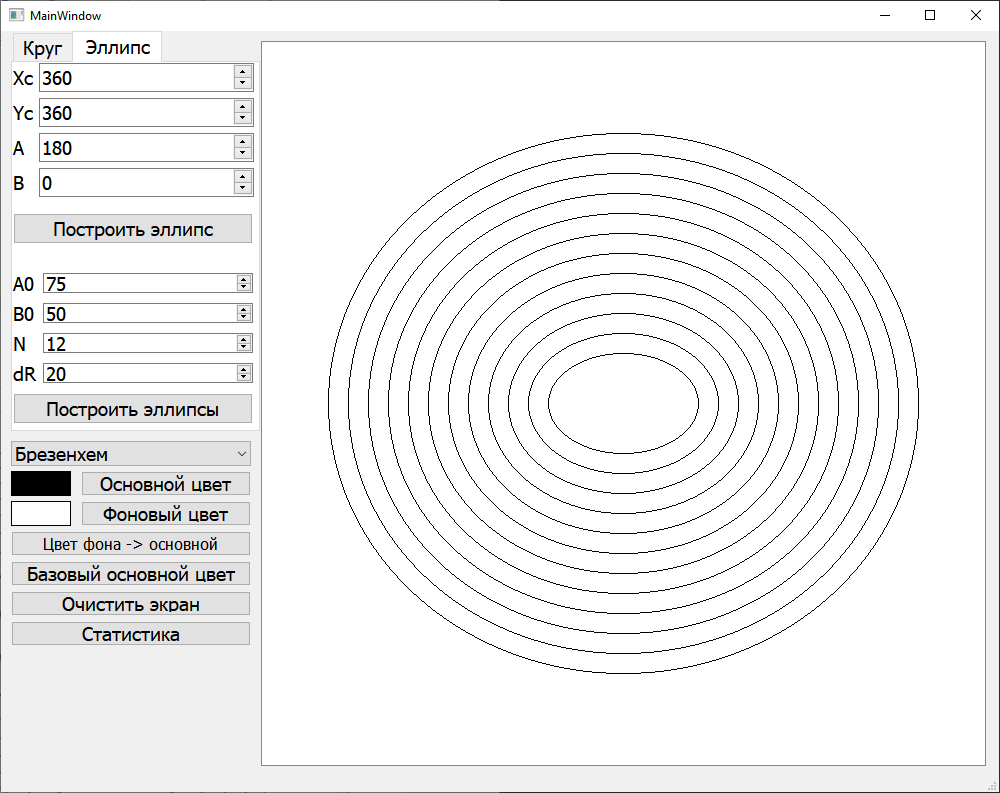 MainWindow
Круг Эллипс
Xc 360
Yc 360
A 180
B 0
Построить эллипс
A0 75
B0 50
N 12
dR 20
Построить эллипсы
Брезенхем
Основной цвет
Фоновый цвет
Цвет фона -> основной
Базовый основной цвет
Очистить экран
Статистика